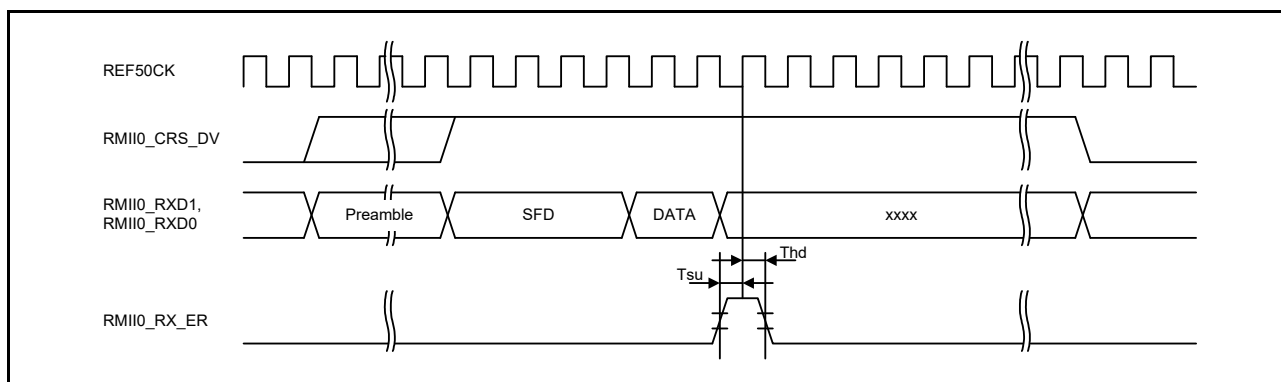 REF50CK
RMII0_CRS_DV
RMII0_RXD1,
RMII0_RXD0
Preamble
SFD
DATA
xxxx
Thd
Tsu
RMII0_RX_ER